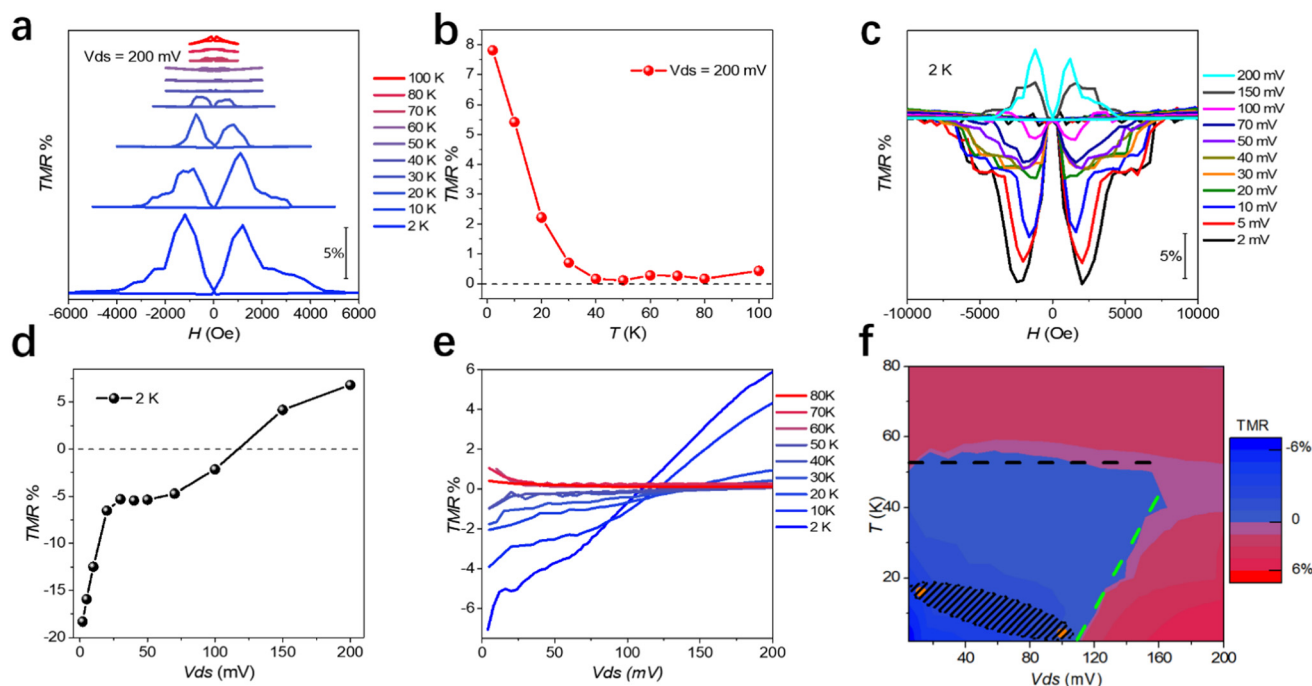 a
Vds = 200 mV
TMR %
5%
-6000 -4000 -2000 0 2000 4000 6000
H (Oe)
100 K
80 K
70 K
60 K
50 K
40 K
30 K
20 K
10 K
2 K
b
Vds = 200 mV
TMR %
8
7
6
5
4
3
2
1
0
0 20 40 60 80 100
T (K)
c
2 K
TMR %
5%
-10000 -5000 0 5000 10000
H (Oe)
200 mV
150 mV
100 mV
70 mV
50 mV
40 mV
30 mV
20 mV
10 mV
5 mV
2 mV
d
2 K
TMR %
5
0
-5
-10
-15
-20
0 50 100 150 200
Vds (mV)
e
TMR %
6
4
2
0
-2
-4
-6
0 50 100 150 200
Vds (mV)
80K
70K
60K
50 K
40K
30K
20 K
10K
2 K
f
T (K)
80
60
40
20
40 80 120 160 200
Vds (mV)
TMR
-6%
0
6%